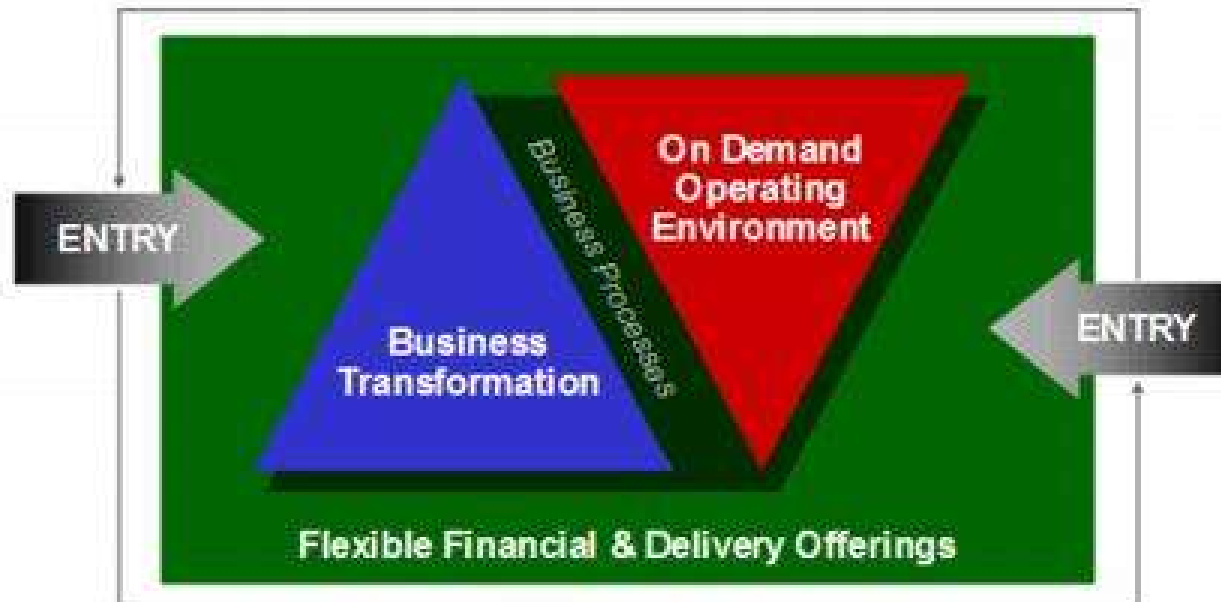 On Demand
Operating
Environment
Business Processes
ENTRY
ENTRY
Business
Transformation
Flexible Financial & Delivery Offerings